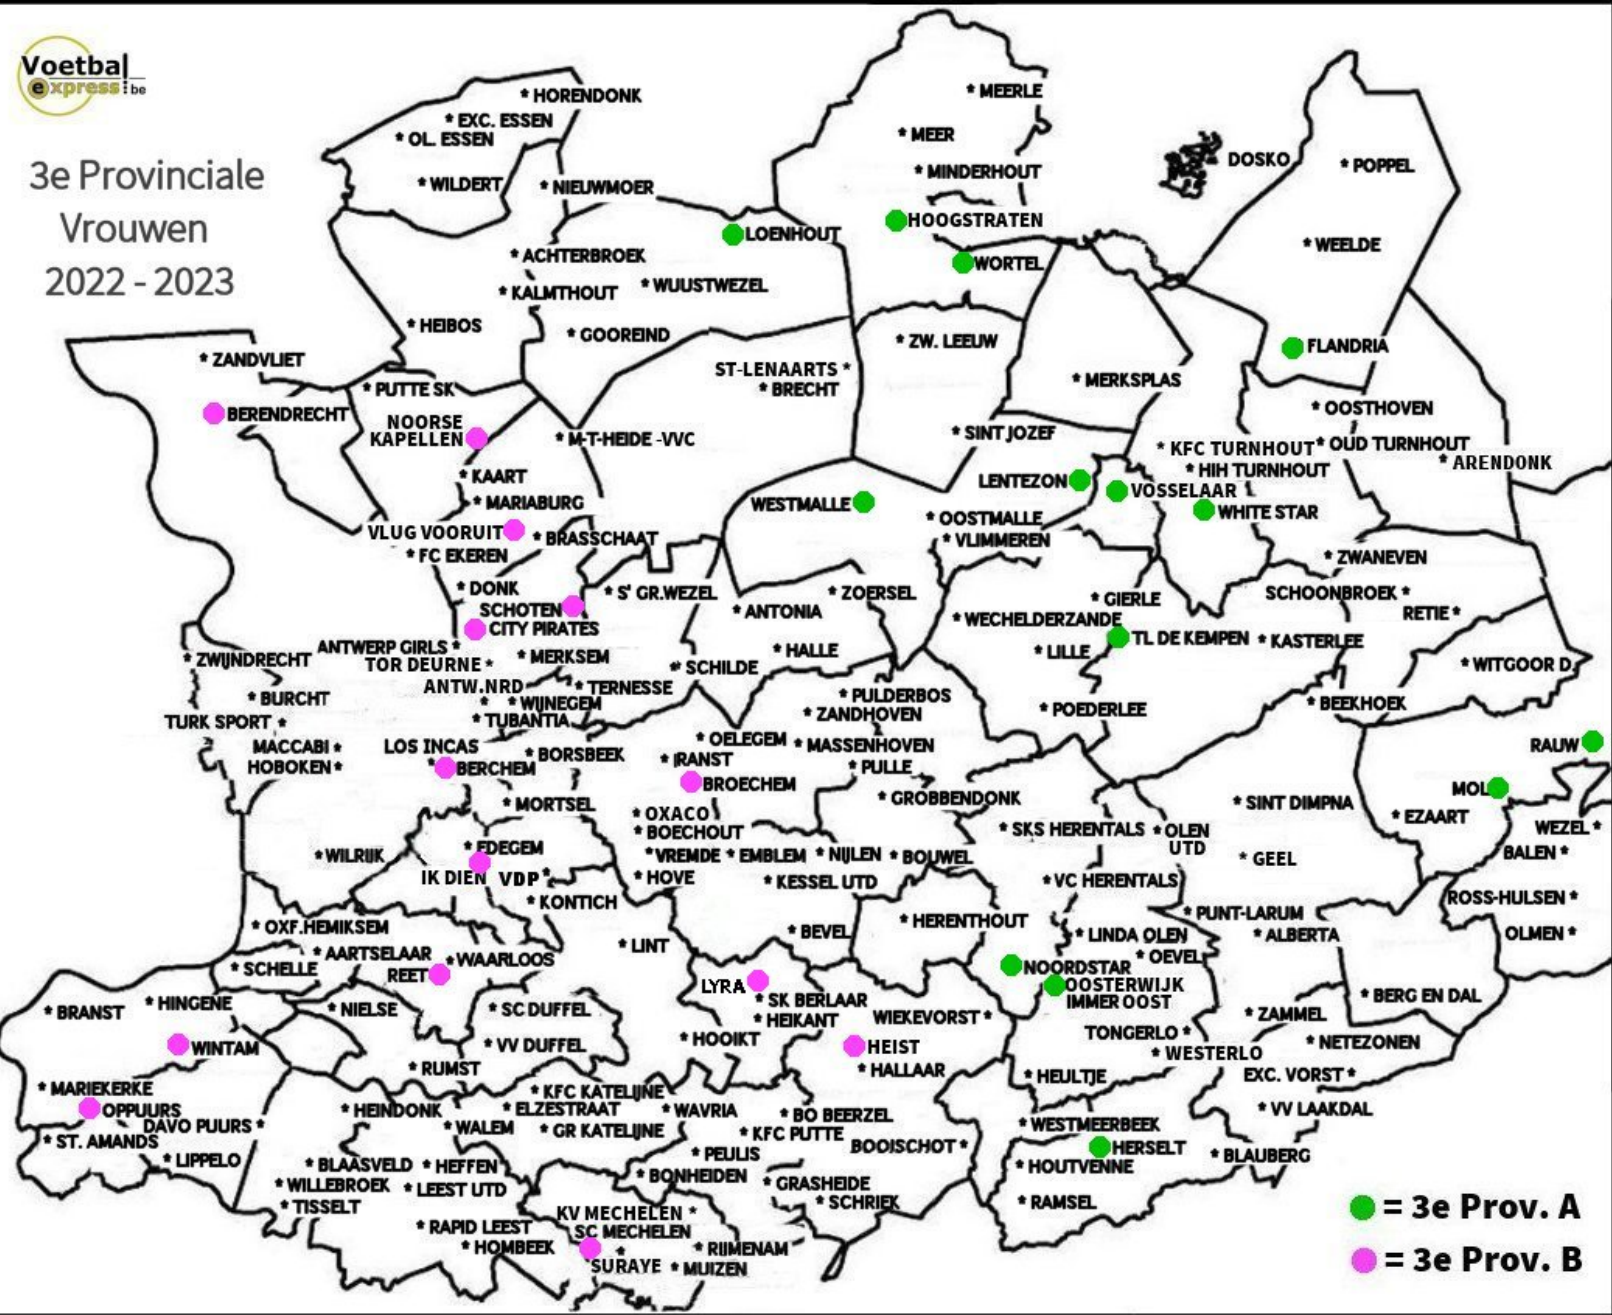 Voetbal
express!.be
3e Provinciale
Vrouwen
2022 - 2023
* HORENDONK
* EXC. ESSEN
* OL. ESSEN
* WILDERT
* NIEUWMOER
* MEERLE
* MEER
* MINDERHOUT
DOSKO
* POPPEL
HOOGSTRATEN
LOENHOUT
WORTEL
* WEELDE
* ACHTERBROEK
* KALMTHOUT
* WUUSTWEZEL
* HEIBOS
* GOOREIND
* ZW. LEEUW
FLANDRIA
* ZANDVLIET
ST-LENAARTS *
* BRECHT
* PUTTE SK
* MERKSPLAS
BERENDRECHT
NOORSE
KAPELLEN
* M-T-HEIDE -VVC
* SINT JOZEF
* OOSTHOVEN
* KFC TURNHOUT
* OUD TURNHOUT
* HIH TURNHOUT
* ARENDONK
* KAART
* MARIABURG
LENTEZON
VOSSELAAR
WESTMALLE
WHITE STAR
VLUG VOORUIT
* BRASSCHAAT
* OOSTMALLE
* VLIMMEREN
* FC EKEREN
* ZWANEVEN
* DONK
* S' GR.WEZEL
* ZOERSEL
SCHOONBROEK *
* GIERLE
SCHOTEN
* ANTONIA
RETIE *
CITY PIRATES
* WECHELDERZANDE
TL DE KEMPEN
* KASTERLEE
ANTWERP GIRLS *
* ZWIJNDRECHT
TOR DEURNE *
* MERKSEM
* SCHILDE
* HALLE
* LILLE
* WITGOOR D.
ANTW.NRD
* TERNESSE
* BURCHT
* WIJNEGEM
* PULDERBOS
* BEEKHOEK
TURK SPORT *
* TUBANTIA
* ZANDHOVEN
* POEDERLEE
MACCABI *
LOS INCAS
* BORSBEEK
* OELEGEM
* MASSENHOVEN
RAUW
HOBOKEN *
BERCHEM
* RANST
* PULLE
BROECHEM
MOL
* MORTSEL
* GROBBENDONK
* SINT DIMPNA
* EZAART
* OXACO
* BOECHOUT
* SKS HERENTALS
* OLEN
UTD
WEZEL *
* WILRIJK
* EDEGEM
* VREMDE
* EMBLEM
* NIJLEN
* BOUWEL
* GEEL
BALEN *
IK DIEN
VDP *
* HOVE
* KESSEL UTD
* VC HERENTALS
* KONTICH
ROSS-HULSEN *
* OXF.HEMIKSEM
* HERENTHOUT
* PUNT-LARUM
* LINT
* BEVEL
* LINDA OLEN
* ALBERTA
OLMEN *
* AARTSELAAR
* WAARLOOS
* OEVEL
* SCHELLE
REET
NOORDSTAR
LYRA
OOSTERWIJK
IMMER OOST
* SK BERLAAR
* BERG EN DAL
* HINGENE
* BRANST
* NIELSE
* SC DUFFEL
* HEIKANT
WIEKEVORST *
* ZAMMEL
* HOOIKT
TONGERLO *
* NETEZONEN
WINTAM
* VV DUFFEL
HEIST
* WESTERLO
* RUMST
* HALLAAR
* HEULTJE
EXC. VORST *
* MARIEKERKE
* KFC KATELIJNE
OPPUURS
* HEINDONK
* ELZESTRAAT
* WAVRIA
* BO BEERZEL
* VV LAAKDAL
DAVO PUURS *
* WALEM
* GR KATELIJNE
* KFC PUTTE
* WESTMEERBEEK
* ST. AMANDS
BOOISCHOT *
HERSELT
* LIPPELO
* BLAASVELD
* HEFFEN
* PEULIS
* HOUTVENNE
* BLAUBERG
* WILLEBROEK
* LEEST UTD
* BONHEIDEN
* GRASHEIDE
* TISSELT
* SCHRIEK
* RAMSEL
KV MECHELEN *
* RAPID LEEST
SC MECHELEN
* HOMBEEK
* RIJMENAM
*
SURAYE
* MUIZEN
= 3e Prov. A
= 3e Prov. B